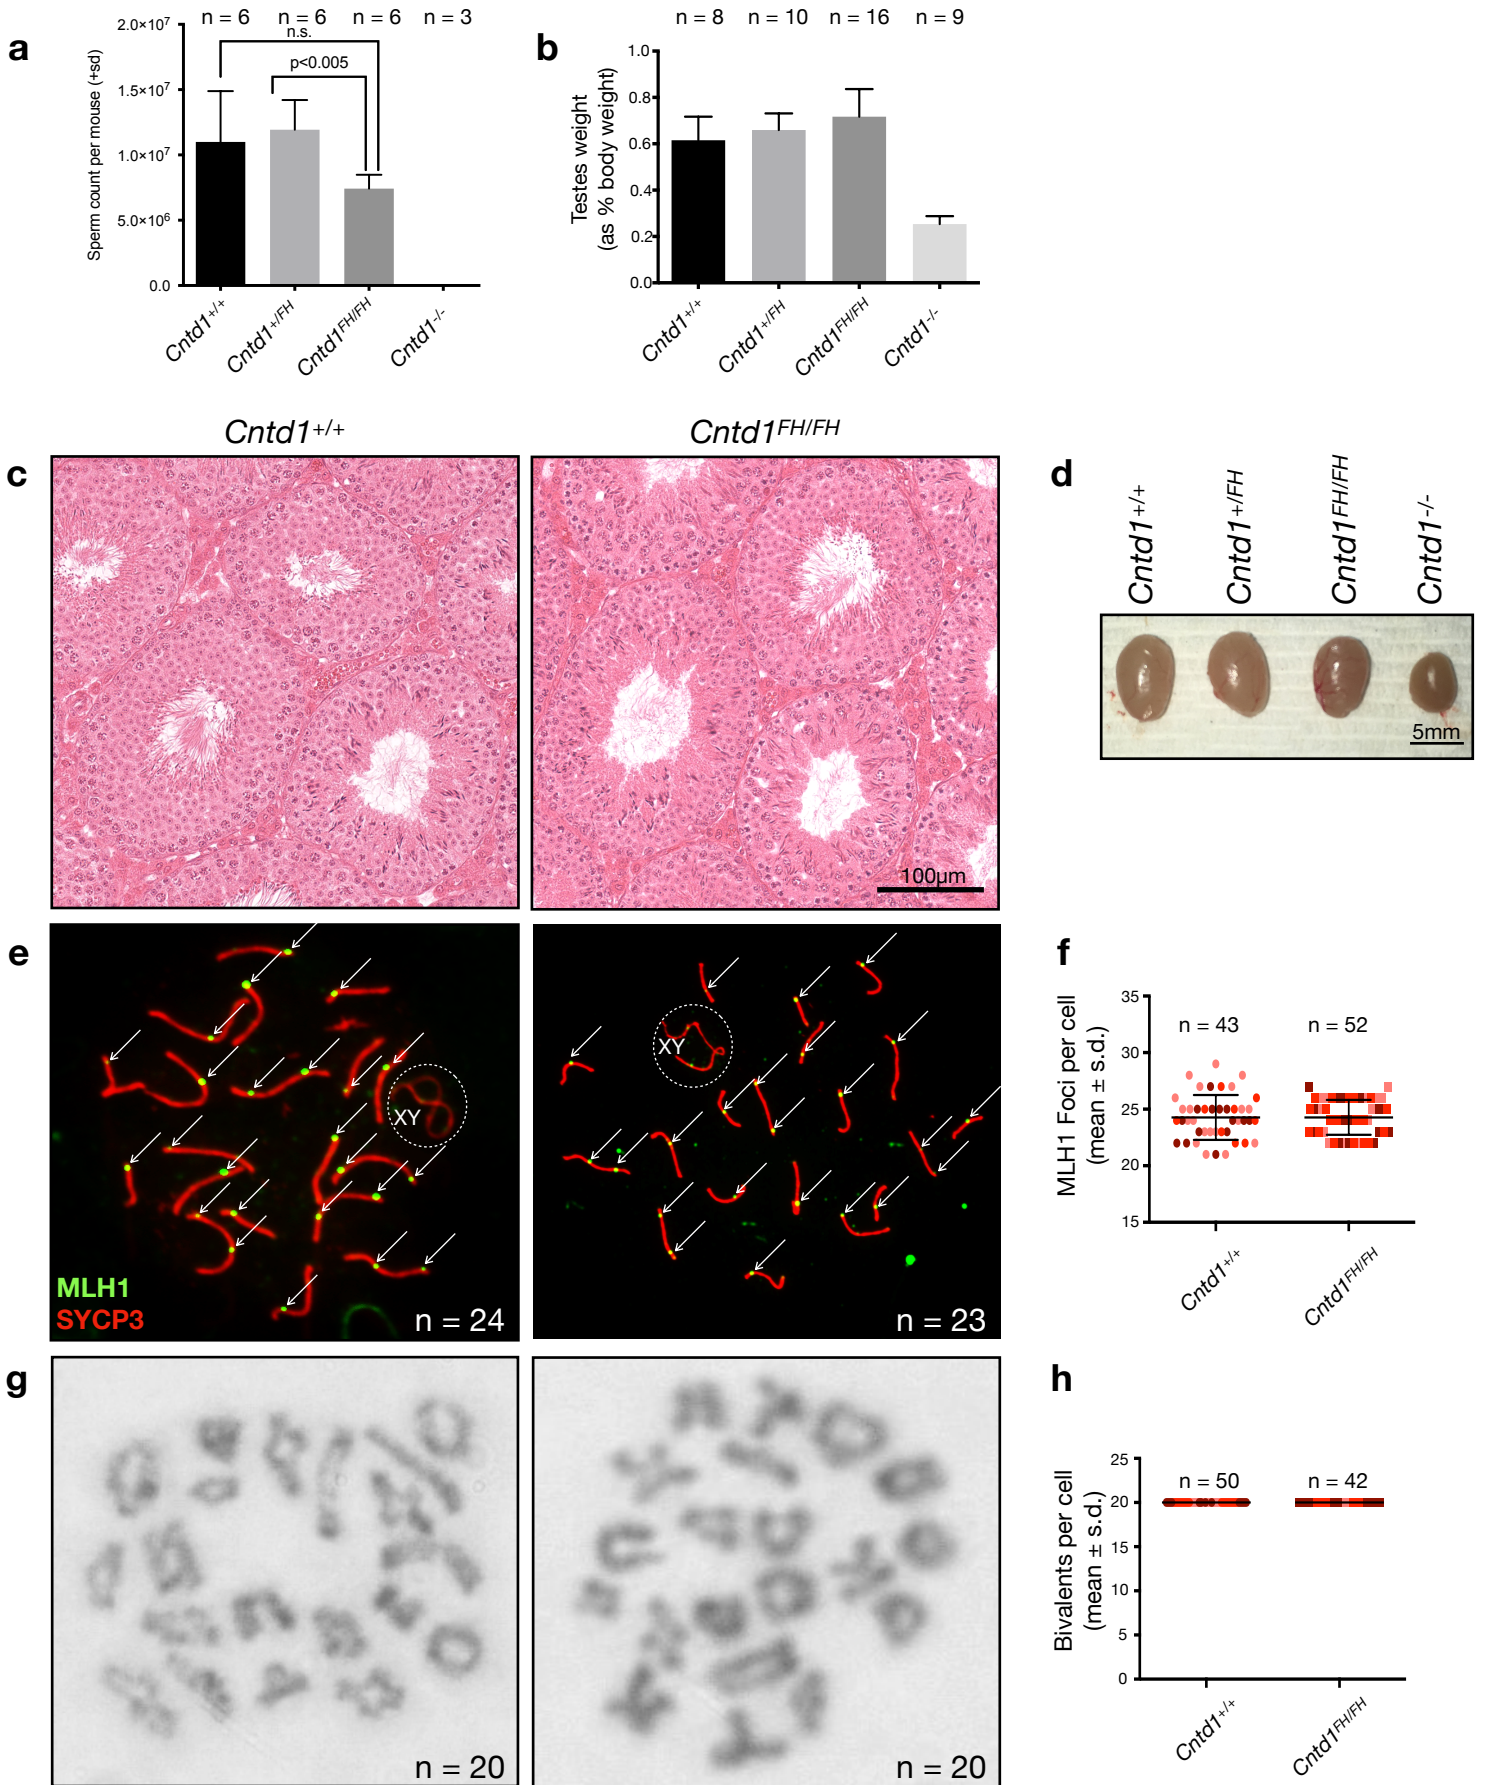 a
n = 6 n = 6 n = 6 n = 3
n.s.
p<0.005
Sperm count per mouse (+sd)
2.0×10⁷
1.5×10⁷
1.0×10⁷
5.0×10⁶
0.0
Cntd1+/+ Cntd1+/FH Cntd1FH/FH Cntd1-/-
b
n = 8 n = 10 n = 16 n = 9
Testes weight
(as % body weight)
1.0
0.8
0.6
0.4
0.2
0.0
Cntd1+/+ Cntd1+/FH Cntd1FH/FH Cntd1-/-
Cntd1+/+ Cntd1FH/FH
c
100µm
d
Cntd1+/+ Cntd1+/FH Cntd1FH/FH Cntd1-/-
5mm
e
XY
MLH1
SYCP3
n = 24
XY
n = 23
f
MLH1 Foci per cell
(mean ± s.d.)
35
30
25
20
15
n = 43 n = 52
Cntd1+/+ Cntd1FH/FH
g
n = 20
n = 20
h
Bivalents per cell
(mean ± s.d.)
25
20
15
10
5
0
n = 50 n = 42
Cntd1+/+ Cntd1FH/FH